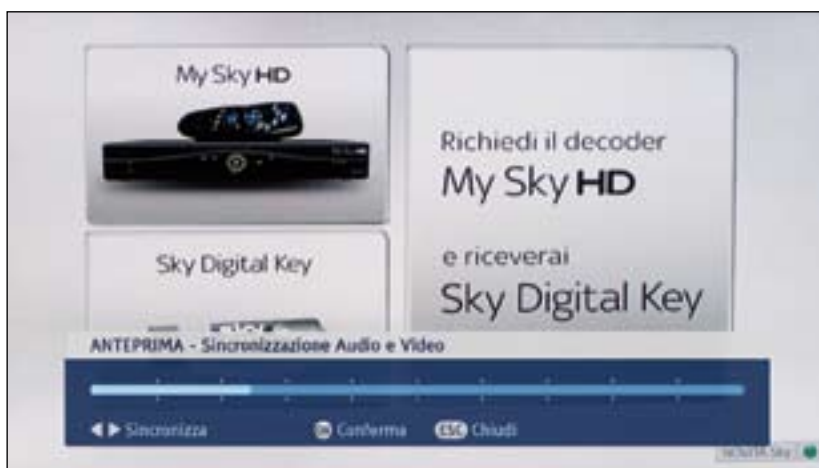 My Sky HD
Richiedi il decoder
My Sky HD
Sky Digital Key
e riceverai
Sky Digital Key
ANTEPRIMA - Sincronizzazione Audio e Video
Sincronizza
OK Conferma
ESC Chiudi